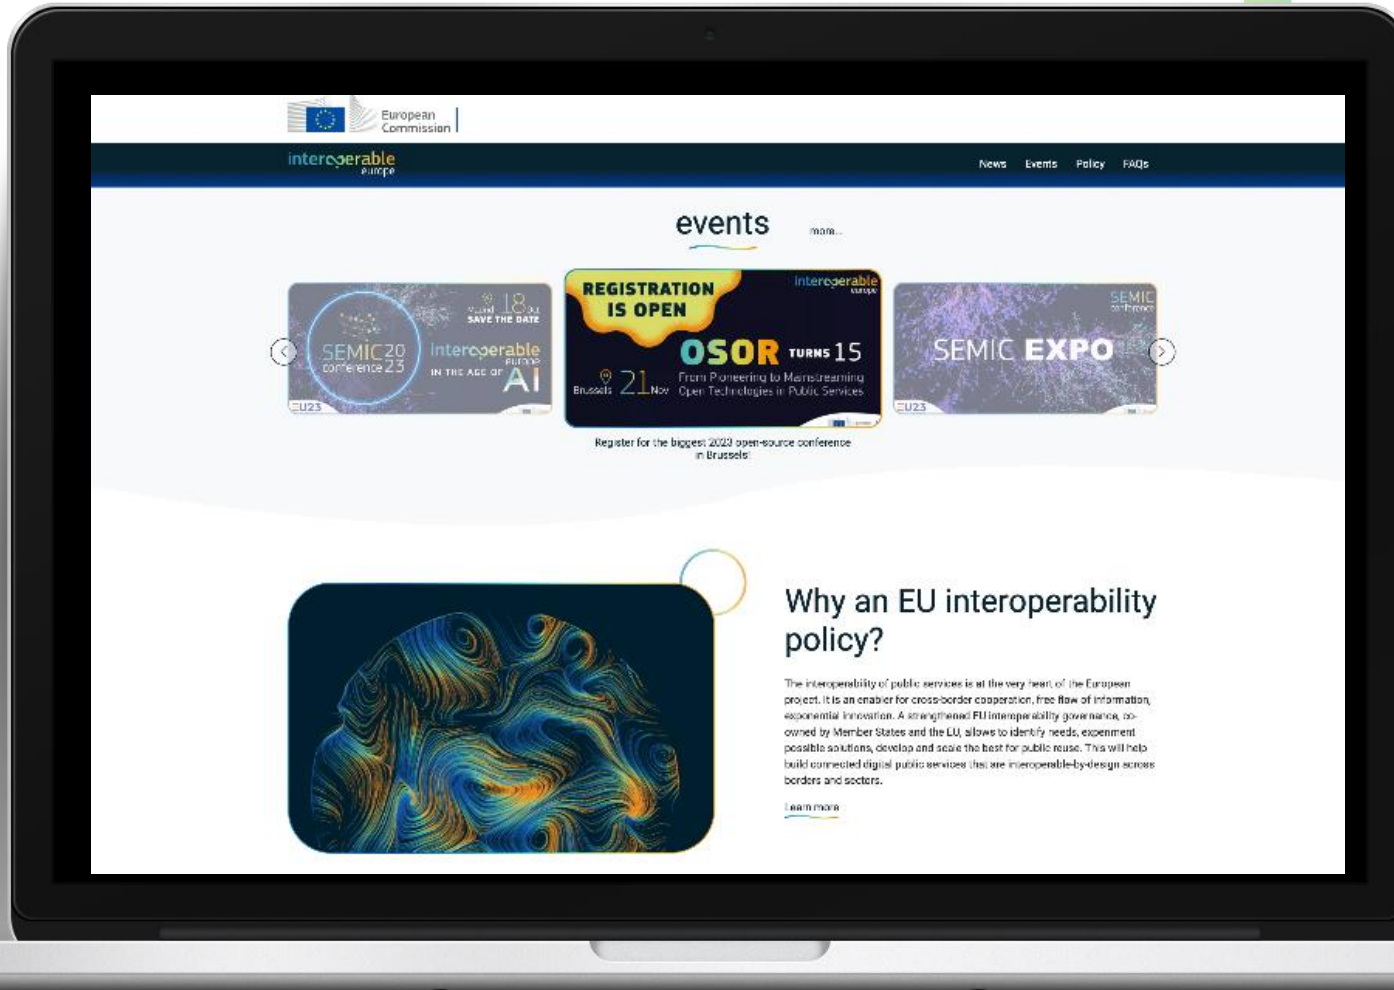 European
Commission
interoperable
europe
News Events Policy FAQs
events more...
SEMIC 20
conference 23
18
SAVE THE DATE
interoperable
europe
IN THE AGE OF
AI
EU23
REGISTRATION
IS OPEN
interoperable
europe
OSOR TURNS 15
Brussels 21 Nov
From Pioneering to Mainstreaming
Open Technologies in Public Services
SEMIC
conference
SEMIC EXPO
EU23
Register for the biggest 2023 open-source conference
in Brussels!
Why an EU interoperability
policy?
The interoperability of public services is at the very heart of the European
project. It is an enabler for cross-border cooperation, free flow of information,
exponential innovation. A strengthened EU interoperability governance, co-
owned by Member States and the EU, allows to identify needs, experiment
possible solutions, develop and scale the best for public reuse. This will help
build connected digital public services that are interoperable-by-design across
borders and sectors.
Learn more